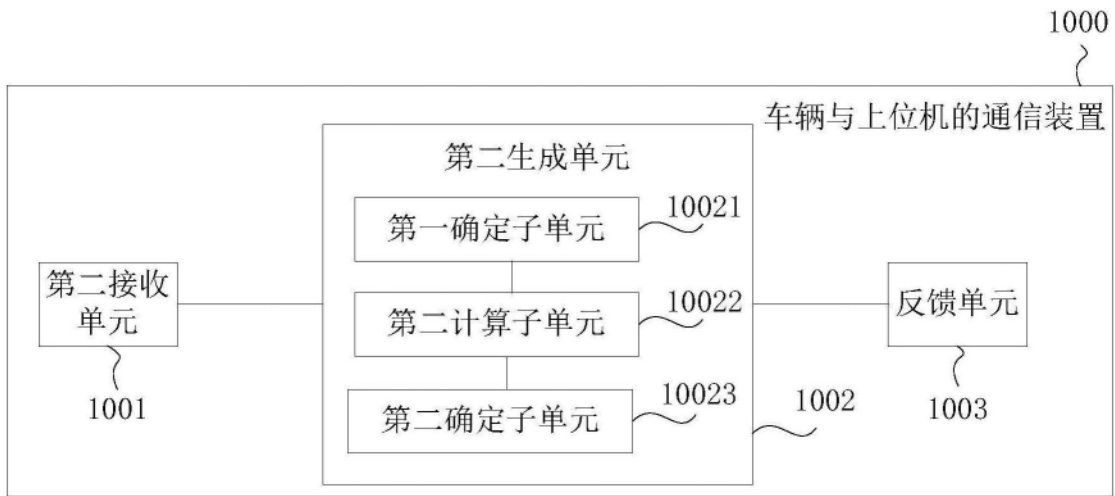 1000
车辆与上位机的通信装置
第二生成单元
第一确定子单元
10021
第二接收
单元
1001
第二计算子单元
10022
第二确定子单元
10023
1002
反馈单元
1003